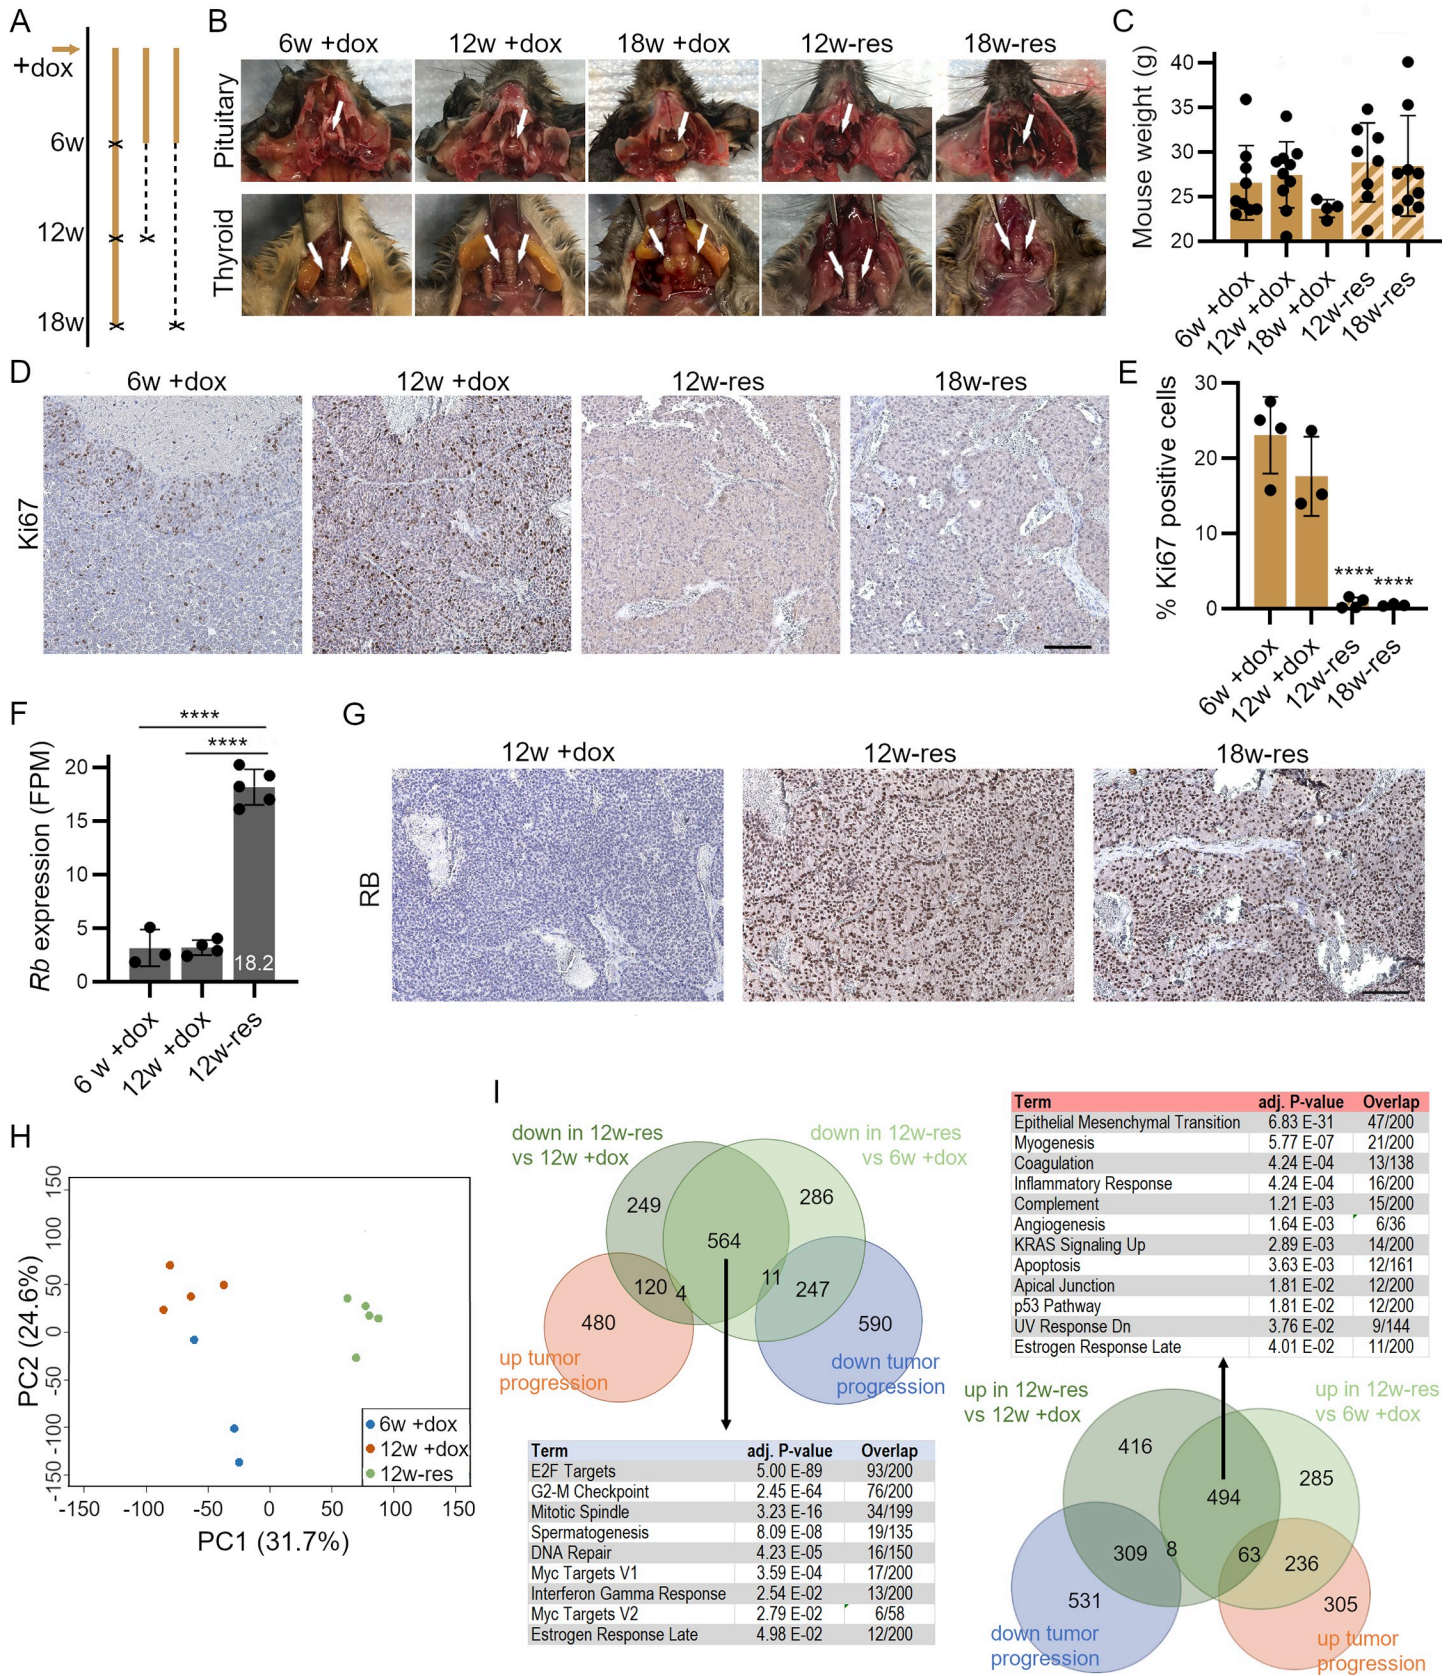 A
+dox
6w
12w
18w
B
6w +dox
12w +dox
18w +dox
12w-res
18w-res
Pituitary
Thyroid
C
Mouse weight (g)
40
35
30
25
20
6w +dox
12w +dox
18w +dox
12w-res
18w-res
D
6w +dox
12w +dox
12w-res
18w-res
Ki67
E
% Ki67 positive cells
30
20
10
0
****
****
6w +dox
12w +dox
12w-res
18w-res
F
Rb expression (FPM)
20
15
10
5
0
****
****
18.2
6 w +dox
12w +dox
12w-res
G
12w +dox
12w-res
18w-res
RB
H
PC2 (24.6%)
150
100
50
0
-50
-100
-150
6w +dox
12w +dox
12w-res
-150
-100
-50
0
50
100
150
PC1 (31.7%)
I
down in 12w-res
vs 12w +dox
down in 12w-res
vs 6w +dox
249
286
564
120
4
11
247
480
590
up tumor
progression
down tumor
progression
Term adj. P-value Overlap
E2F Targets 5.00 E-89 93/200
G2-M Checkpoint 2.45 E-64 76/200
Mitotic Spindle 3.23 E-16 34/199
Spermatogenesis 8.09 E-08 19/135
DNA Repair 4.23 E-05 16/150
Myc Targets V1 3.59 E-04 17/200
Interferon Gamma Response 2.54 E-02 13/200
Myc Targets V2 2.79 E-02 6/58
Estrogen Response Late 4.98 E-02 12/200
Term adj. P-value Overlap
Epithelial Mesenchymal Transition 6.83 E-31 47/200
Myogenesis 5.77 E-07 21/200
Coagulation 4.24 E-04 13/138
Inflammatory Response 4.24 E-04 16/200
Complement 1.21 E-03 15/200
Angiogenesis 1.64 E-03 6/36
KRAS Signaling Up 2.89 E-03 14/200
Apoptosis 3.63 E-03 12/161
Apical Junction 1.81 E-02 12/200
p53 Pathway 1.81 E-02 12/200
UV Response Dn 3.76 E-02 9/144
Estrogen Response Late 4.01 E-02 11/200
up in 12w-res
vs 12w +dox
up in 12w-res
vs 6w +dox
416
285
494
309
8
63
236
531
305
down tumor
progression
up tumor
progression